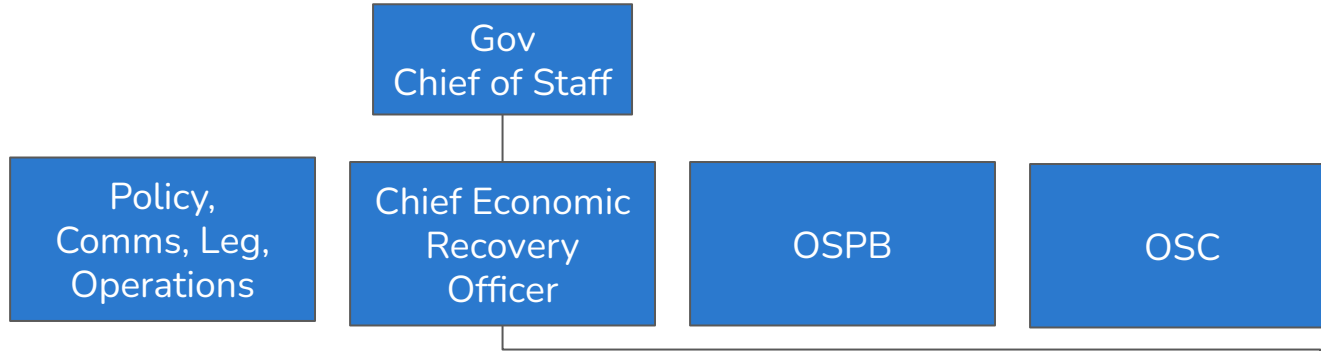 Gov
Chief of Staff
Policy,
Comms, Leg,
Operations
Chief Economic
Recovery
Officer
OSPB
OSC